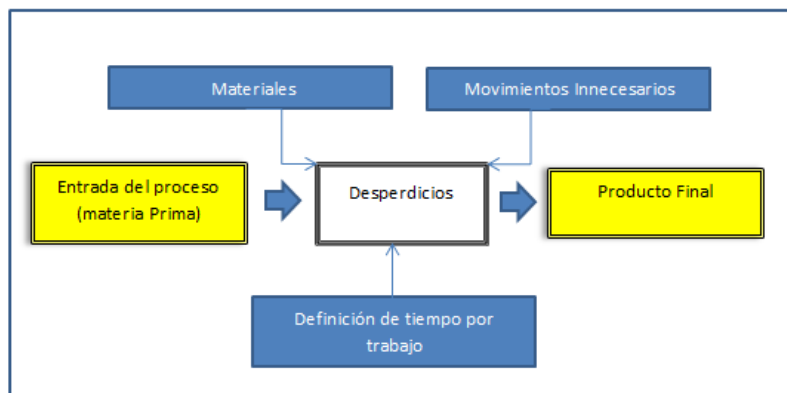 Materiales
Movimientos Innecesarios
Entrada del proceso
(materia Prima)
Desperdicios
Producto Final
Definición de tiempo por
trabajo